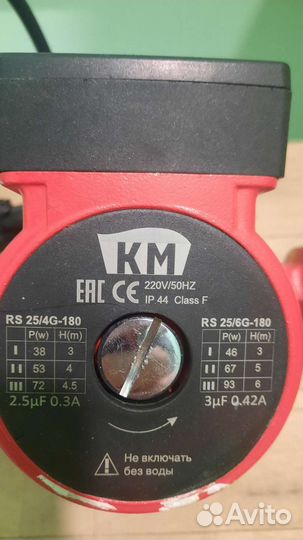 KM
EAC CE
220V/50HZ
IP 44 Class F
RS 25/4G-180
P(w) H(m)
I 38 3
II 53 4
III 72 4.5
2.5µF 0.3A
RS 25/6G-180
P(w) H(m)
I 46 3
II 67 5
III 93 6
3µF 0.42A
Не включать
без воды
Avito